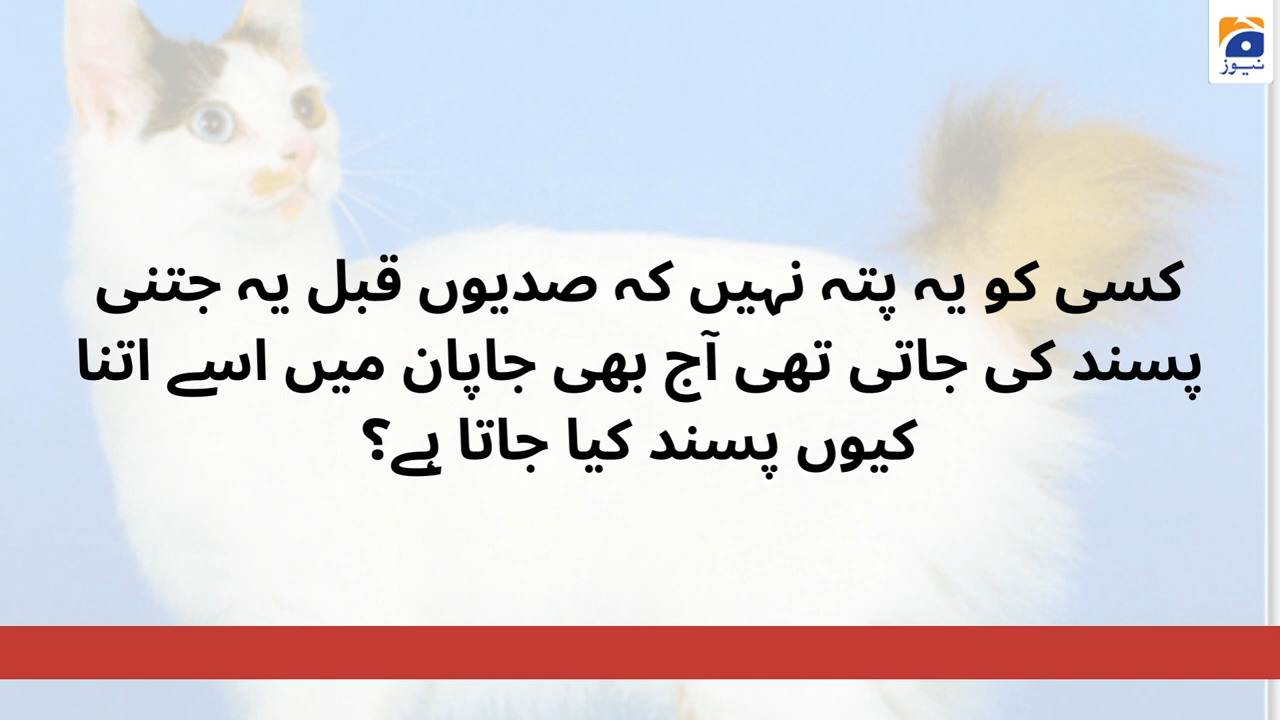 نیوز
کسی کو یہ پتہ نہیں کہ صدیوں قبل یہ جتنی
پسند کی جاتی تھی آج بھی جاپان میں اسے اتنا
کیوں پسند کیا جاتا ہے؟